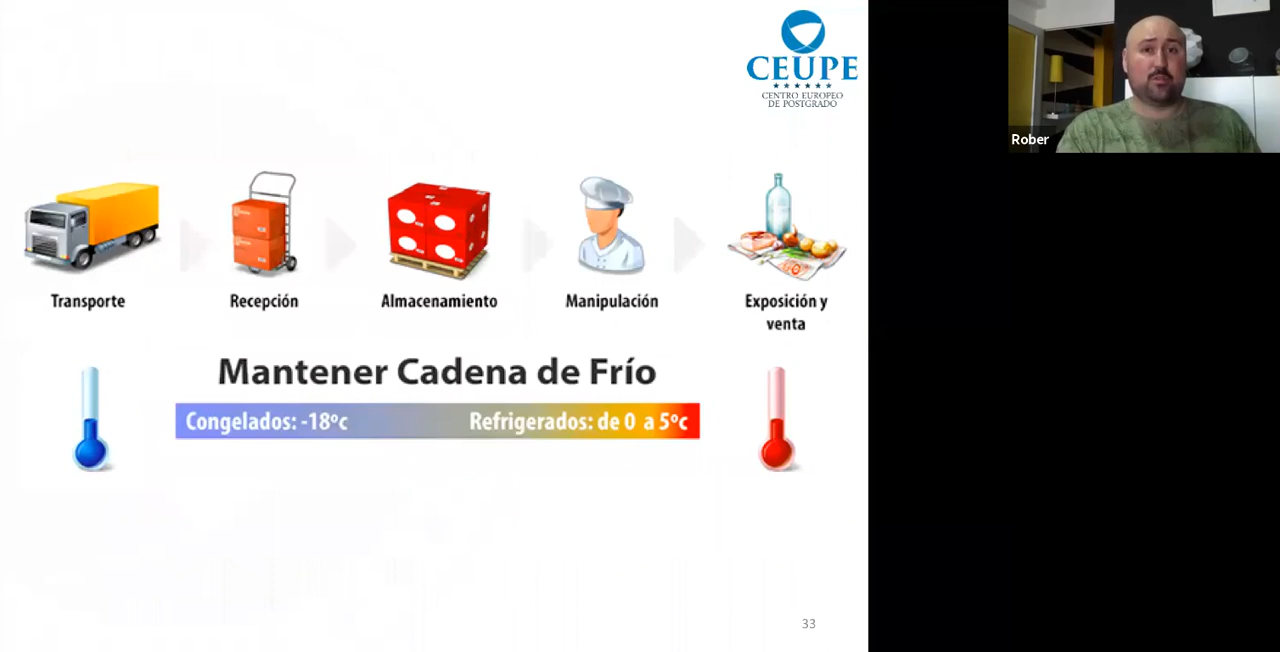 CEUPE
CENTRO EUROPEO
DE POSTGRADO
Rober
Transporte
Recepción
Almacenamiento
Manipulación
Exposición y
venta
Mantener Cadena de Frío
Congelados: -18ºc
Refrigerados: de 0 a 5ºc
33